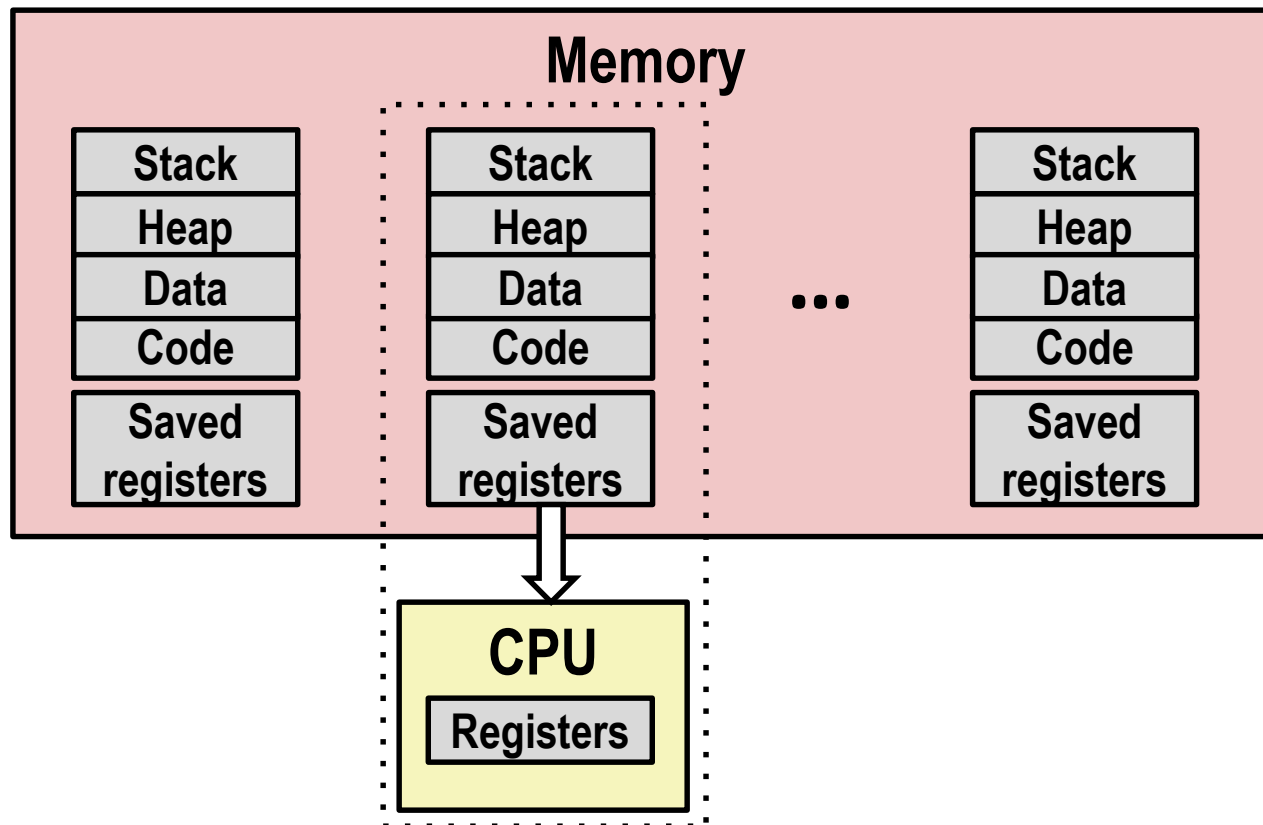 Memory
Stack
Heap
Data
Code
Saved
registers
Stack
Heap
Data
Code
Saved
registers
...
Stack
Heap
Data
Code
Saved
registers
CPU
Registers